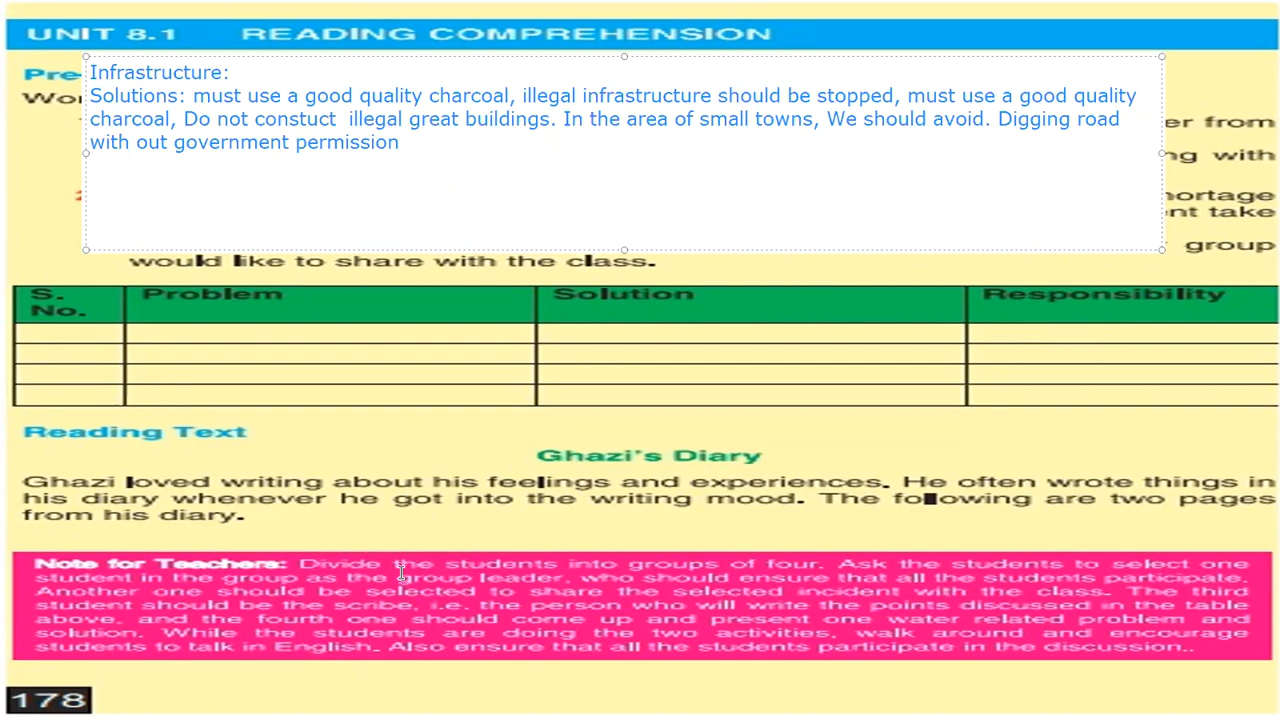 UNIT 8.1 READING COMPREHENSION
Pre-
Infrastructure:
Solutions: must use a good quality charcoal, illegal infrastructure should be stopped, must use a good quality
charcoal, Do not constuct illegal great buildings. In the area of small towns, We should avoid. Digging road
with out government permission
er from
ng with
2
ortage
nt take
group
would like to share with the class.
S. No. Problem Solution Responsibility
Reading Text
Ghazi's Diary
Ghazi loved writing about his feelings and experiences. He often wrote things in
his diary whenever he got into the writing mood. The following are two pages
from his diary.
Note for Teachers: Divide the students into groups of four. Ask the students to select one
student in the group as the group leader, who should ensure that all the students participate.
Another one should be selected to share the selected incident with the class. The third
student should be the scribe, i.e. the person who will write the points discussed in the table
above, and the fourth one should come up and present one water related problem and
solution. While the students are doing the two activities, walk around and encourage
students to talk in English. Also ensure that all the students participate in the discussion..
178